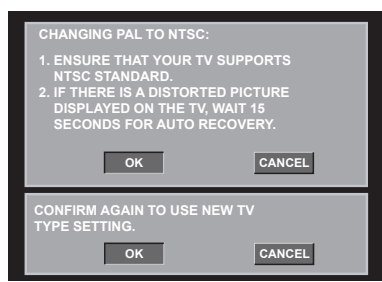 CHANGING PAL TO NTSC:
1. ENSURE THAT YOUR TV SUPPORTS
NTSC STANDARD.
2. IF THERE IS A DISTORTED PICTURE
DISPLAYED ON THE TV, WAIT 15
SECONDS FOR AUTO RECOVERY.
OK CANCEL
CONFIRM AGAIN TO USE NEW TV
TYPE SETTING.
OK CANCEL